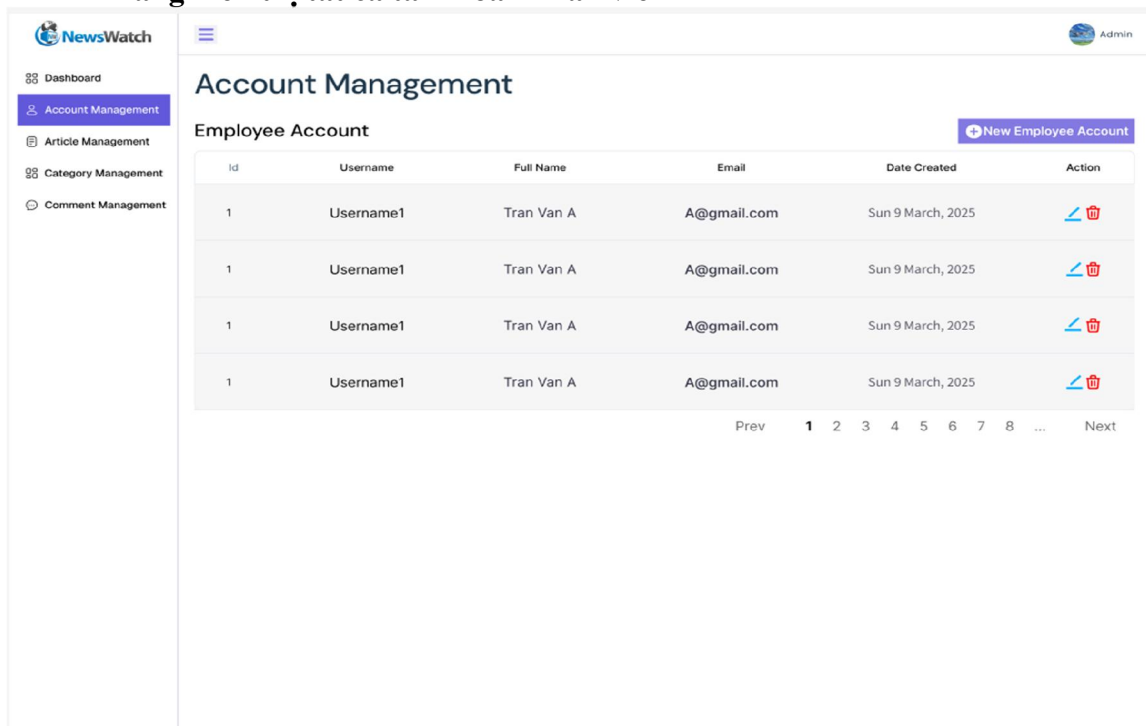 NewsWatch
Admin
Dashboard
Account Management
Article Management
Category Management
Comment Management
Account Management
Employee Account
New Employee Account
Id Username Full Name Email Date Created Action
1 Username1 Tran Van A A@gmail.com Sun 9 March, 2025
1 Username1 Tran Van A A@gmail.com Sun 9 March, 2025
1 Username1 Tran Van A A@gmail.com Sun 9 March, 2025
1 Username1 Tran Van A A@gmail.com Sun 9 March, 2025
Prev 1 2 3 4 5 6 7 8 ... Next